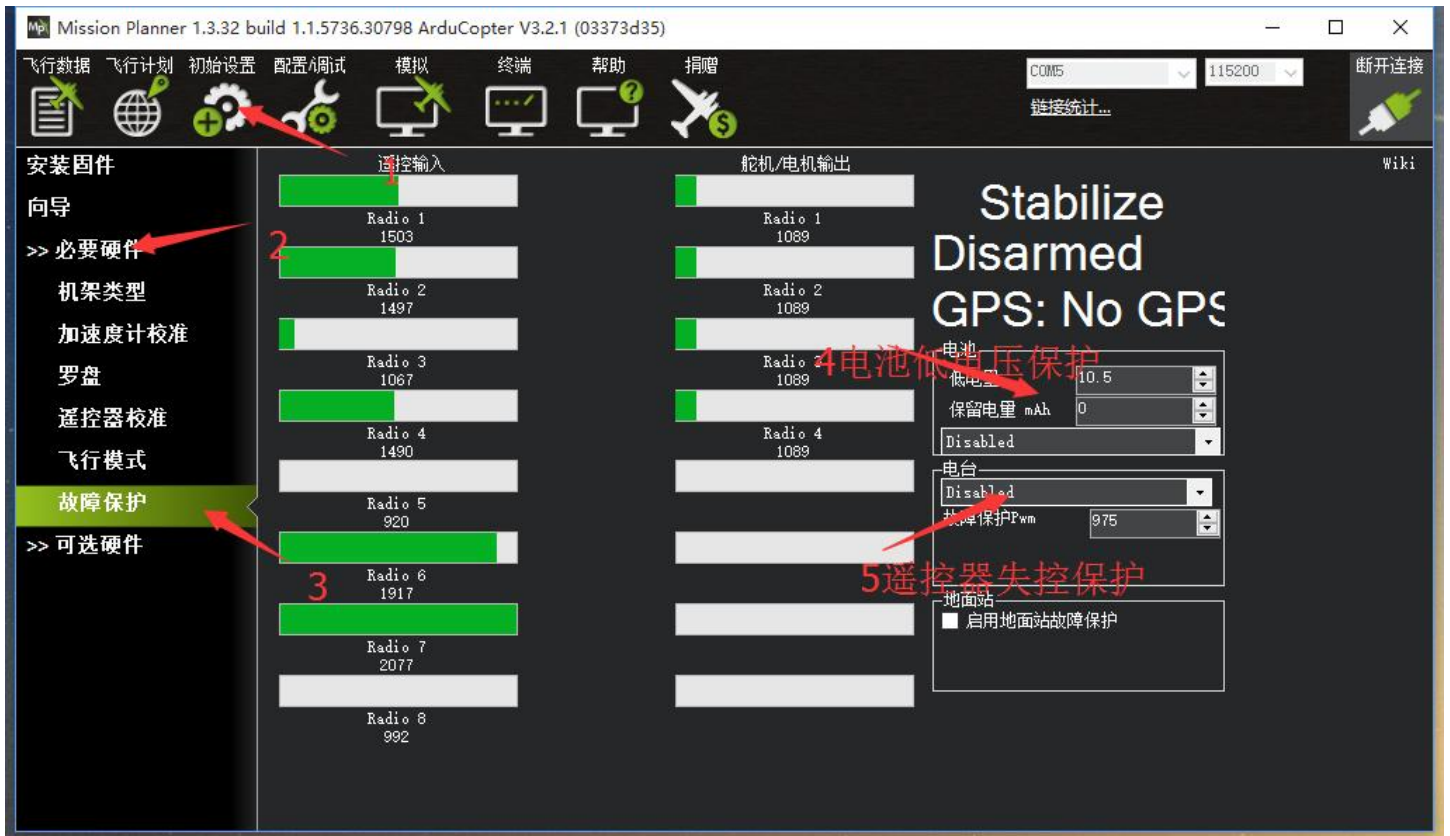 Mission Planner 1.3.32 build 1.1.5736.30798 ArduCopter V3.2.1 (03373d35)
飞行数据 飞行计划 初始设置 配置/调试 模拟 终端 帮助 捐赠
COM5 115200 断开连接
链接统计...
安装固件
向导
>> 必要硬件
机架类型
加速度计校准
罗盘
遥控器校准
飞行模式
故障保护
>> 可选硬件
1
2
3
遥控输入
Radio 1
1503
Radio 2
1497
Radio 3
1067
Radio 4
1490
Radio 5
920
Radio 6
1917
Radio 7
2077
Radio 8
992
舵机/电机输出
Radio 1
1089
Radio 2
1089
Radio 3
1089
Radio 4
1089
Wiki
Stabilize
Disarmed
GPS: No GPS
4电池低电压保护
电池
低电量 10.5
保留电量 mAh 0
Disabled
电台
Disabled
故障保护Pwm 975
5遥控器失控保护
地面站
启用地面站故障保护